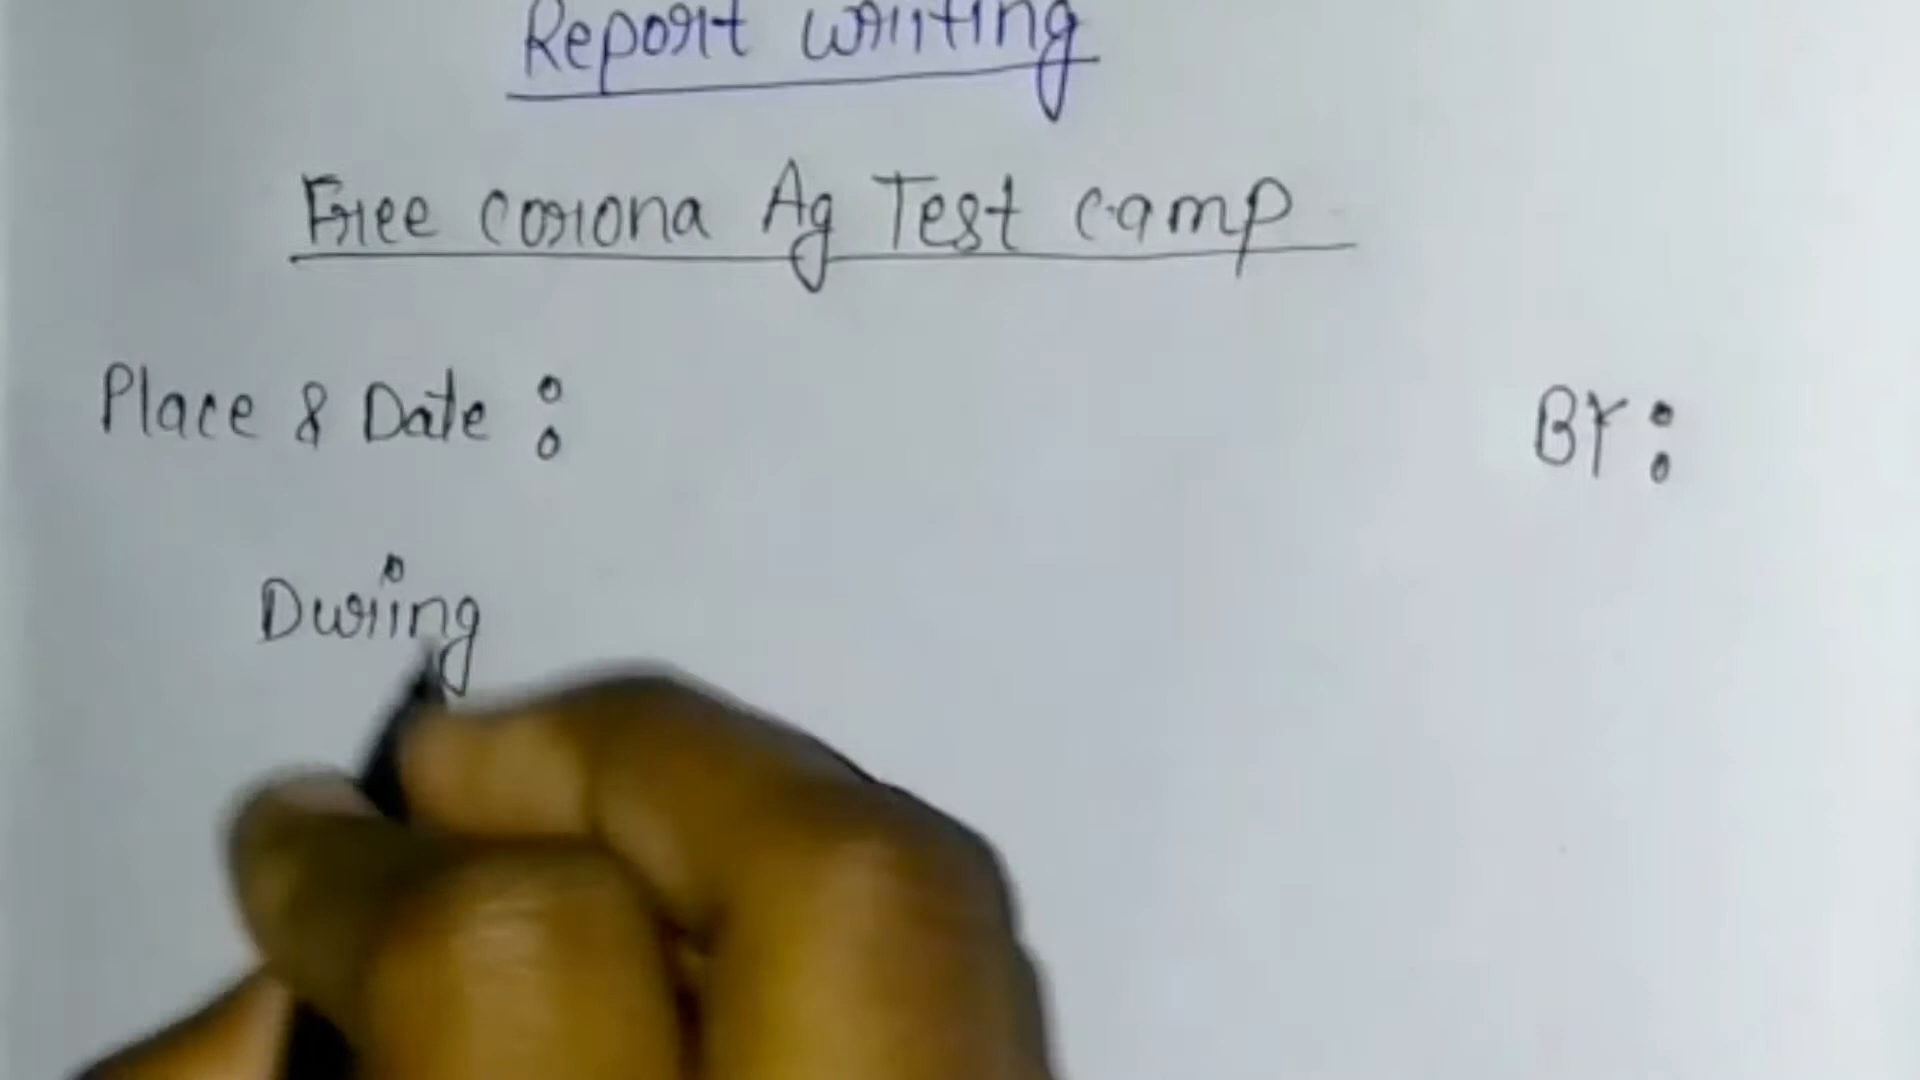 Report writing
Free corona Ag Test camp
Place & Date : BY :
During